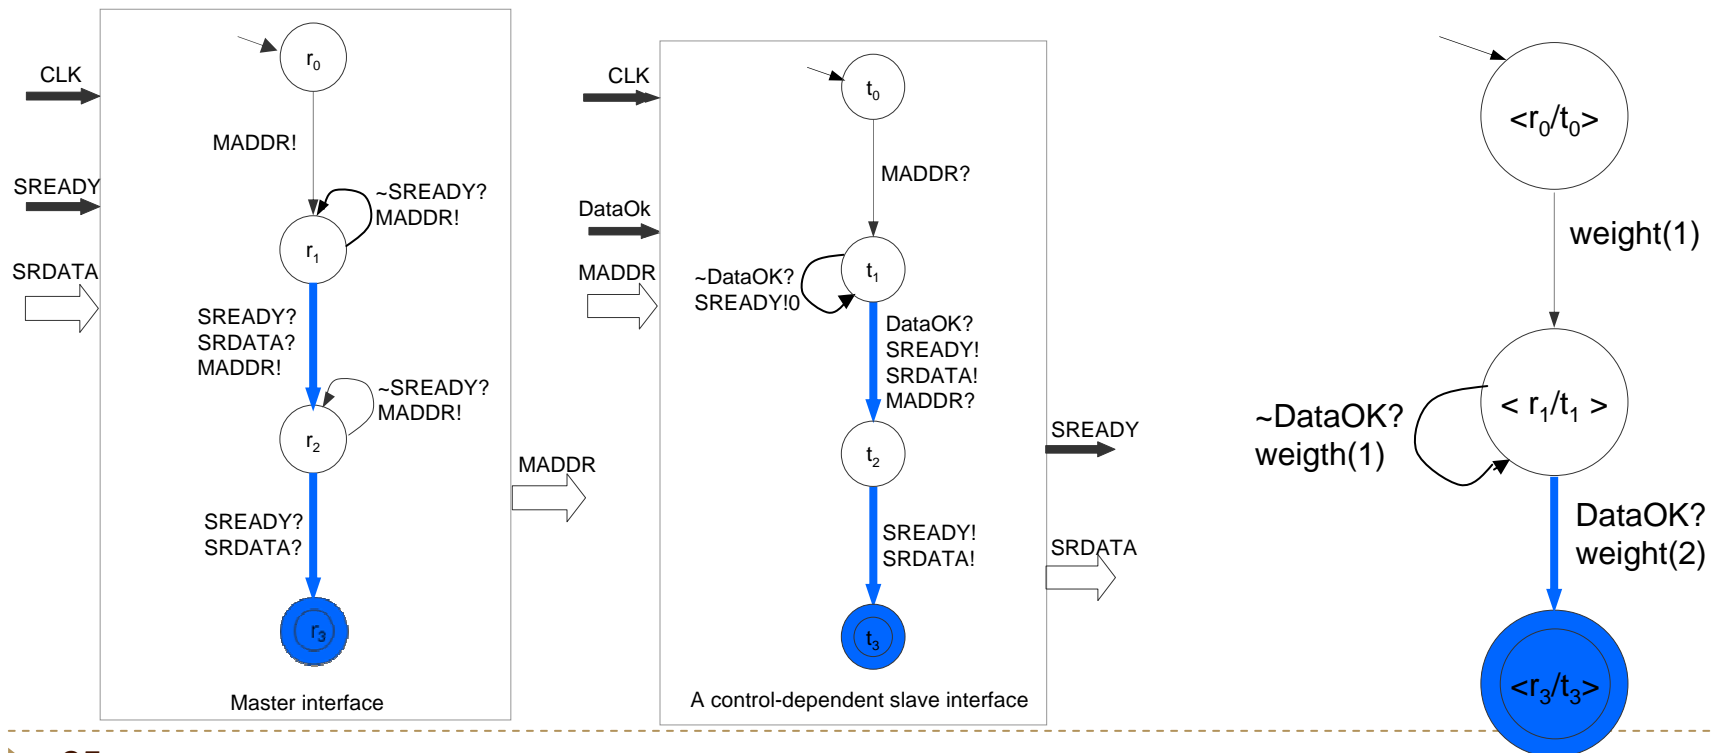 CLK
SREADY
SRDATA
r0
MADDR!
~SREADY?
MADDR!
r1
SREADY?
SRDATA?
MADDR!
~SREADY?
MADDR!
r2
SREADY?
SRDATA?
r3
Master interface
MADDR
CLK
DataOk
MADDR
t0
MADDR?
t1
~DataOK?
SREADY!0
DataOK?
SREADY!
SRDATA!
MADDR?
t2
SREADY!
SRDATA!
t3
A control-dependent slave interface
SREADY
SRDATA
<r0/t0>
weight(1)
< r1/t1 >
~DataOK?
weigth(1)
DataOK?
weight(2)
<r3/t3>